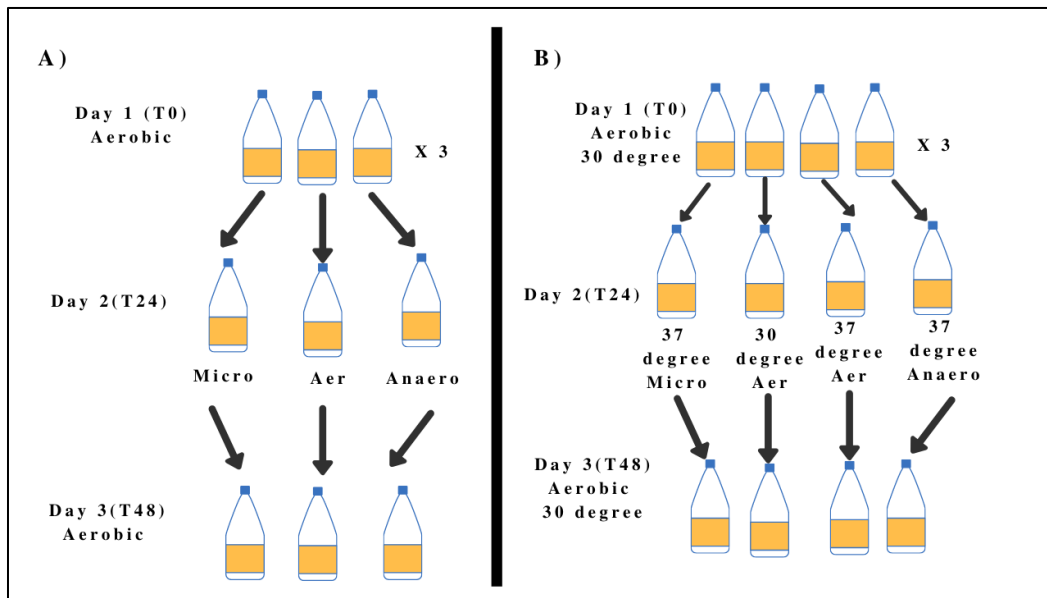 A)
Day 1 (T0)
Aerobic
X 3
Day 2(T24)
Micro
Aer
Anaero
Day 3(T48)
Aerobic
B)
Day 1 (T0)
Aerobic
30 degree
X 3
Day 2(T24)
37
degree
Micro
30
degree
Aer
37
degree
Aer
37
degree
Anaero
Day 3(T48)
Aerobic
30 degree